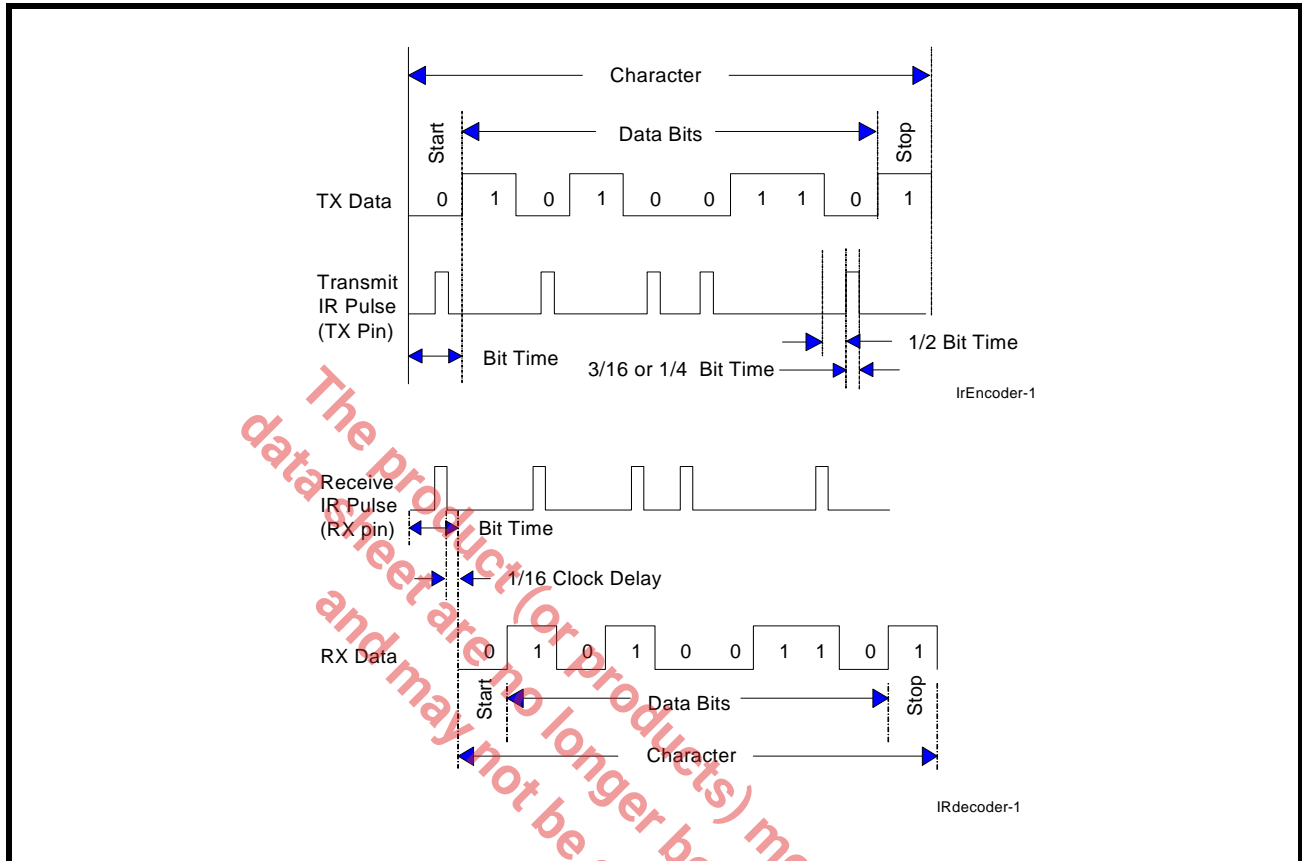 Character
Start
Data Bits
Stop
TX Data
0 1 0 1 0 0 1 1 0 1
Transmit
IR Pulse
(TX Pin)
Bit Time
1/2 Bit Time
3/16 or 1/4 Bit Time
IrEncoder-1
Receive
IR Pulse
(RX pin)
Bit Time
1/16 Clock Delay
RX Data
0 1 0 1 0 0 1 1 0 1
Start
Data Bits
Stop
Character
IRdecoder-1
The product (or products)
data sheet are no longer
and may not be